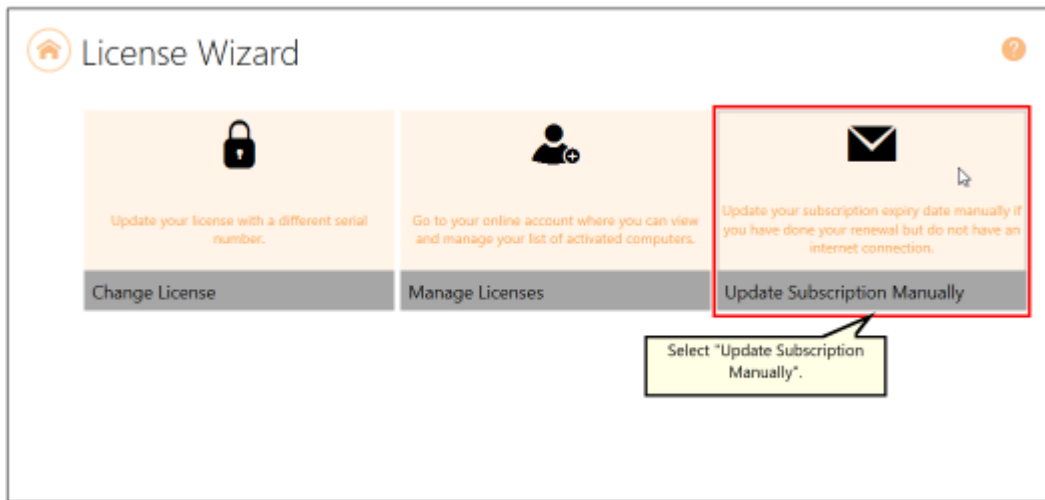 License Wizard
?
Update your license with a different serial
number.
Go to your online account where you can view
and manage your list of activated computers.
Update your subscription expiry date manually if
you have done your renewal but do not have an
internet connection.
Change License
Manage Licenses
Update Subscription Manually
Select "Update Subscription
Manually".